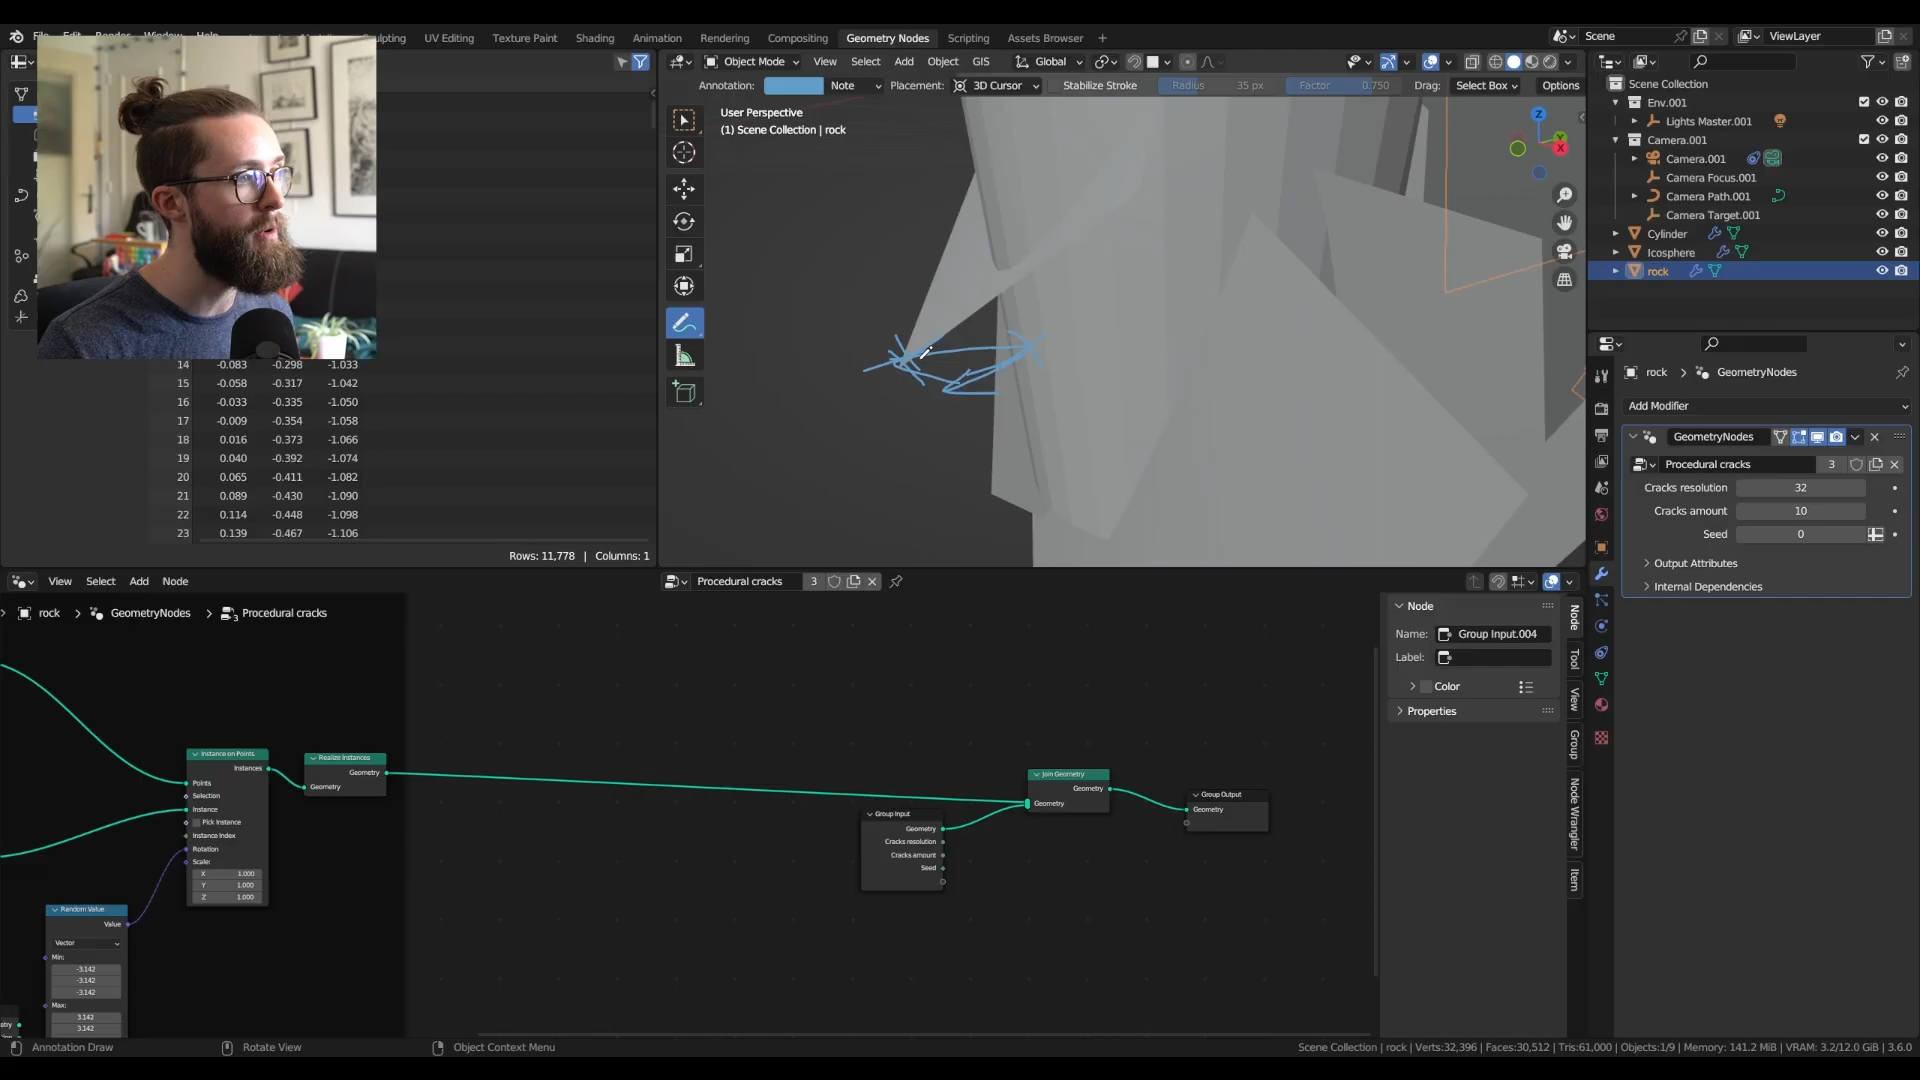 File Edit Render Window Help Sculpting UV Editing Texture Paint Shading Animation Rendering Compositing Geometry Nodes Scripting Assets Browser + Scene ViewLayer
Object Mode View Select Add Object GIS Global
Annotation: Note Placement: 3D Cursor Stabilize Stroke Radius 35 px Factor 0.750 Drag: Select Box Options
User Perspective
(1) Scene Collection | rock
Z
Y
X
14 -0.083 -0.298 -1.033
15 -0.058 -0.317 -1.042
16 -0.033 -0.335 -1.050
17 -0.009 -0.354 -1.058
18 0.016 -0.373 -1.066
19 0.040 -0.392 -1.074
20 0.065 -0.411 -1.082
21 0.089 -0.430 -1.090
22 0.114 -0.448 -1.098
23 0.139 -0.467 -1.106
Rows: 11,778 | Columns: 1
Scene Collection
Env.001
Lights Master.001
Camera.001
Camera.001
Camera Focus.001
Camera Path.001
Camera Target.001
Cylinder
Icosphere
rock
rock > GeometryNodes
Add Modifier
GeometryNodes
Procedural cracks 3
Cracks resolution 32
Cracks amount 10
Seed 0
Output Attributes
Internal Dependencies
View Select Add Node Procedural cracks 3
rock > GeometryNodes > Procedural cracks 3
Instance on Points
Instances
Points
Selection
Instance
Pick Instance
Instance Index
Rotation
Scale:
X 1.000
Y 1.000
Z 1.000
Realize Instances
Geometry
Geometry
Random Value
Value
Vector
Min:
-3.142
-3.142
-3.142
Max:
3.142
3.142
Group Input
Geometry
Cracks resolution
Cracks amount
Seed
Join Geometry
Geometry
Geometry
Group Output
Geometry
Node
Name: Group Input.004
Label:
Color
Properties
Node
Tool
View
Group
Node Wrangler
Item
Annotation Draw Rotate View Object Context Menu Scene Collection | rock | Verts:32,396 | Faces:30,512 | Tris:61,000 | Objects:1/9 | Memory: 141.2 MiB | VRAM: 3.2/12.0 GiB | 3.6.0